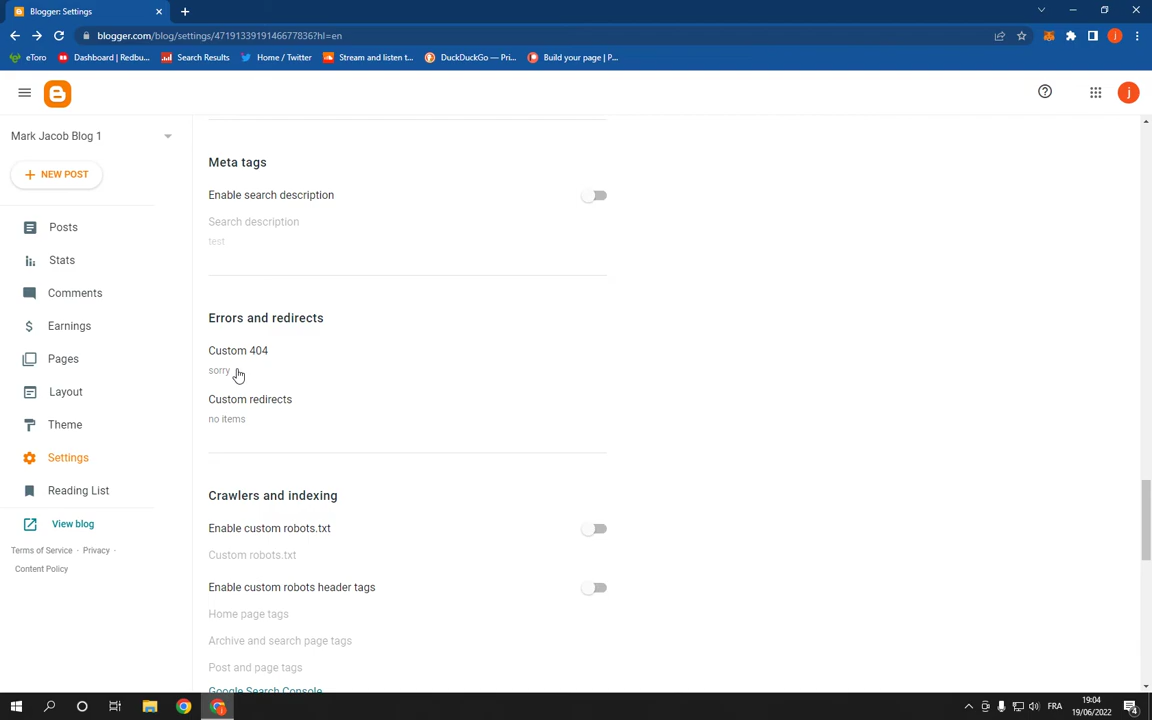 Blogger: Settings
blogger.com/blog/settings/4719133919146677836?hl=en
eToro
Dashboard | Redbu...
Search Results
Home / Twitter
Stream and listen t...
DuckDuckGo — Pri...
Build your page | P...
j
Mark Jacob Blog 1
NEW POST
Posts
Stats
Comments
Earnings
Pages
Layout
Theme
Settings
Reading List
View blog
Terms of Service · Privacy ·
Content Policy
Meta tags
Enable search description
Search description
test
Errors and redirects
Custom 404
sorry
Custom redirects
no items
Crawlers and indexing
Enable custom robots.txt
Custom robots.txt
Enable custom robots header tags
Home page tags
Archive and search page tags
Post and page tags
Google Search Console
FRA
19:04
19/06/2022
4